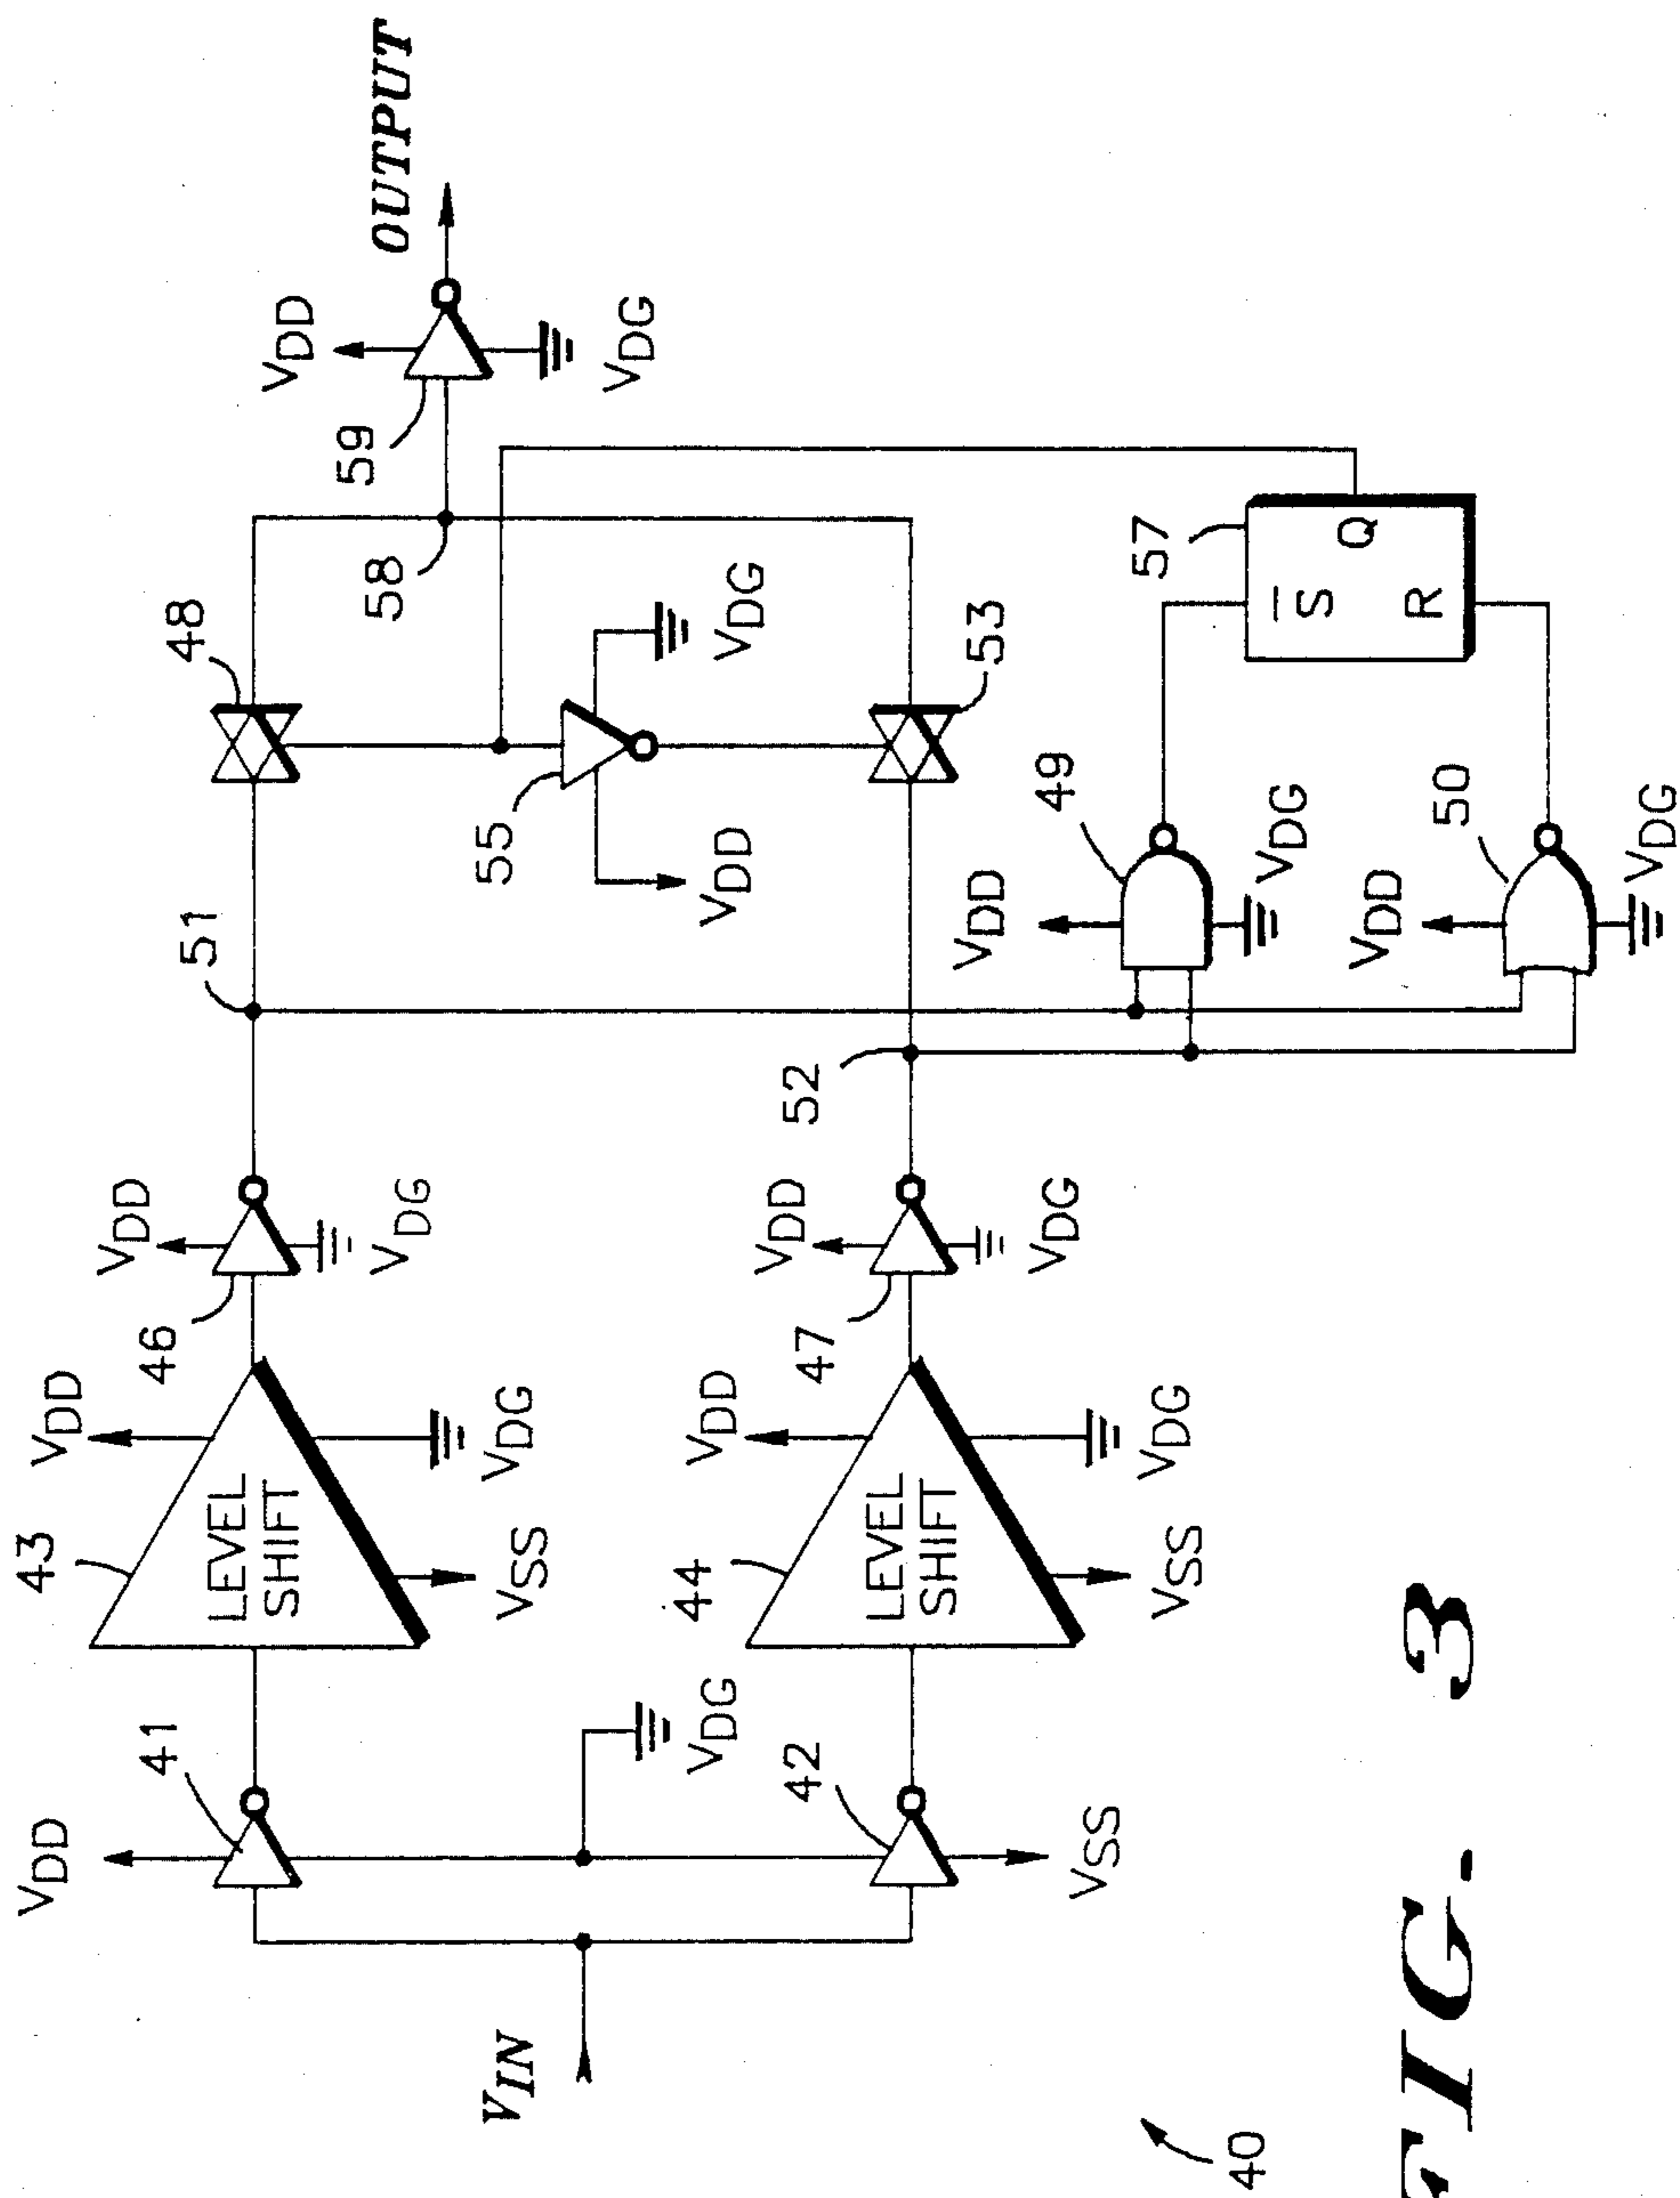 VDD
41
43
LEVEL
SHIFT
VDD
46
VDD
VDG
VSS
VDG
51
48
58
59
VDD
OUTPUT
VDG
VIN
VDG
55
VDD
VDG
42
VSS
44
LEVEL
SHIFT
VDD
47
VDD
VDG
VSS
VDG
52
53
VDD
49
VDG
57
S̅
Q
R
VDD
50
VDG
40
FIG. 3